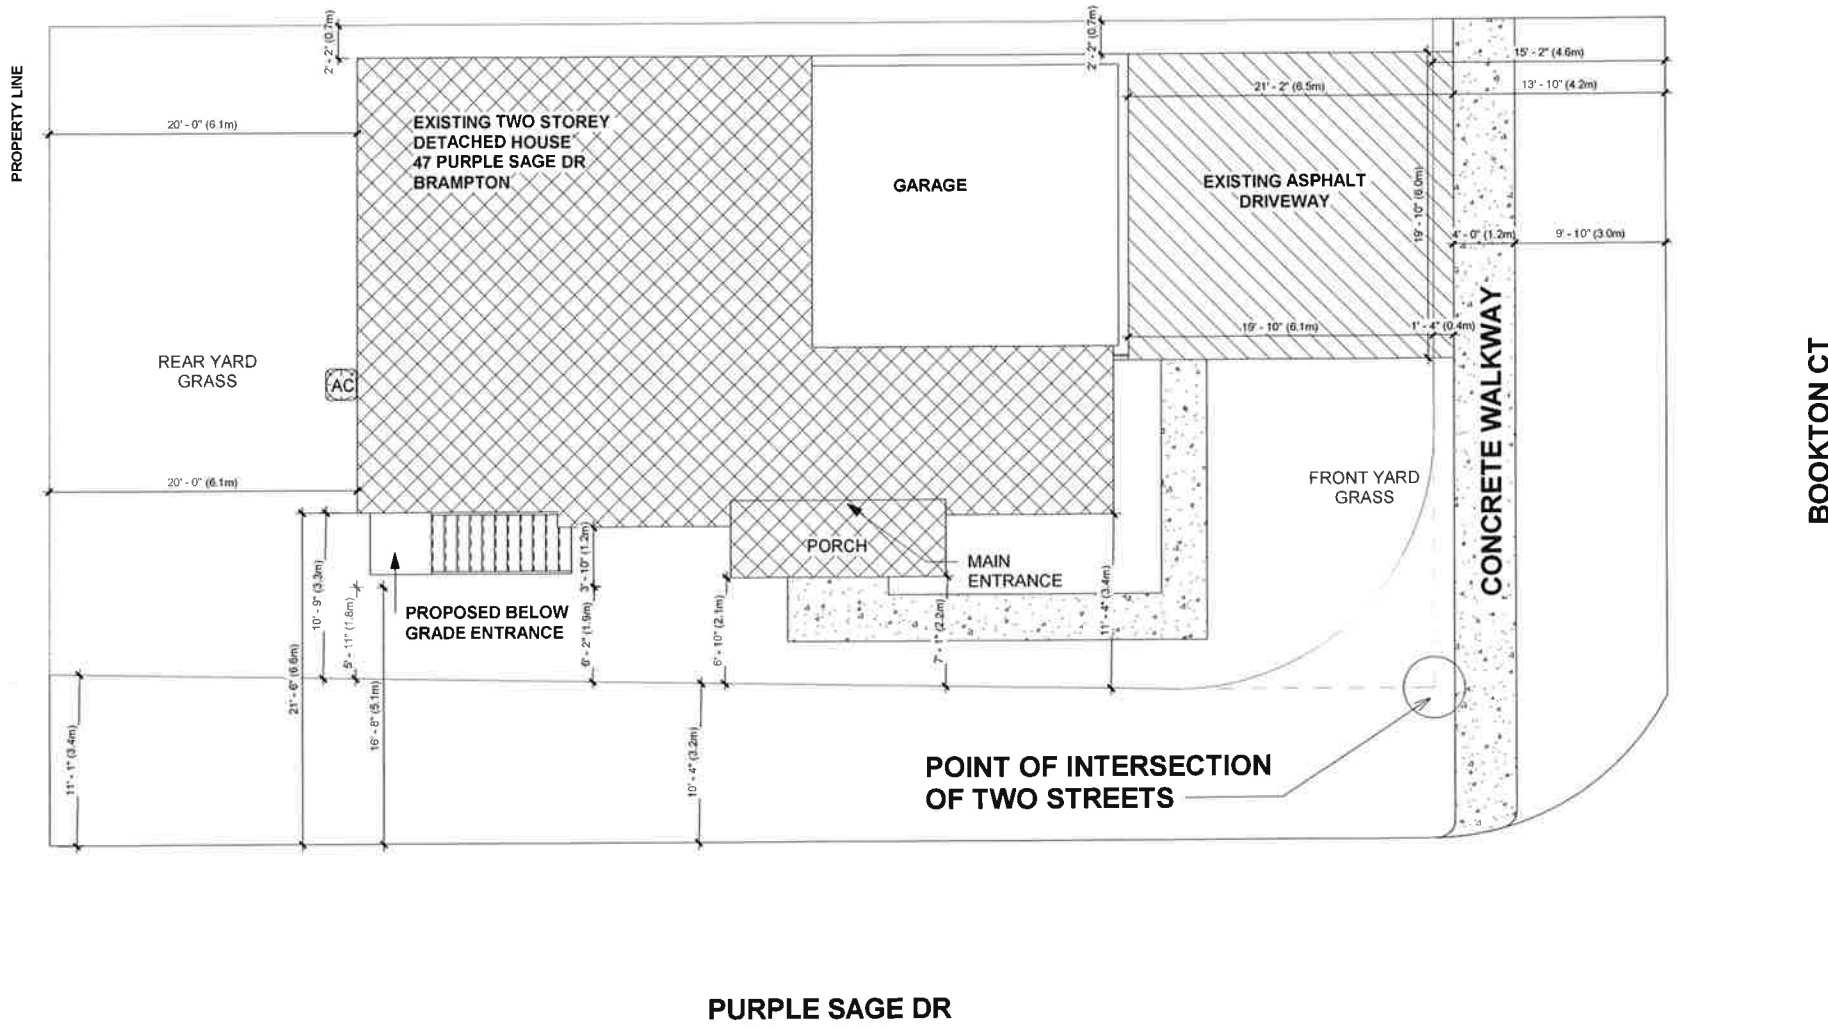 PROPERTY LINE
2' - 2" (0.7m)
2' - 2" (0.7m)
15' - 2" (4.6m)
21' - 2" (6.5m)
13' - 10" (4.2m)
20' - 0" (6.1m)
EXISTING TWO STOREY
DETACHED HOUSE
47 PURPLE SAGE DR
BRAMPTON
GARAGE
EXISTING ASPHALT
DRIVEWAY
19' - 10" (6.0m)
4'- 0" (1.2m)
9' - 10" (3.0m)
19' - 10" (6.1m)
1' - 4" (0.4m)
REAR YARD
GRASS
AC
CONCRETE WALKWAY
BOOKTON CT
20' - 0" (6.1m)
FRONT YARD
GRASS
PORCH
MAIN
ENTRANCE
PROPOSED BELOW
GRADE ENTRANCE
3' - 10" (1.2m)
10' - 9" (3.3m)
5' - 11" (1.8m)
6' - 2" (1.9m)
6' - 10" (2.1m)
7' - 1" (2.2m)
11' - 4" (3.4m)
21' - 6" (6.6m)
16' - 8" (5.1m)
11' - 1" (3.4m)
10' - 4" (3.2m)
POINT OF INTERSECTION
OF TWO STREETS
PURPLE SAGE DR